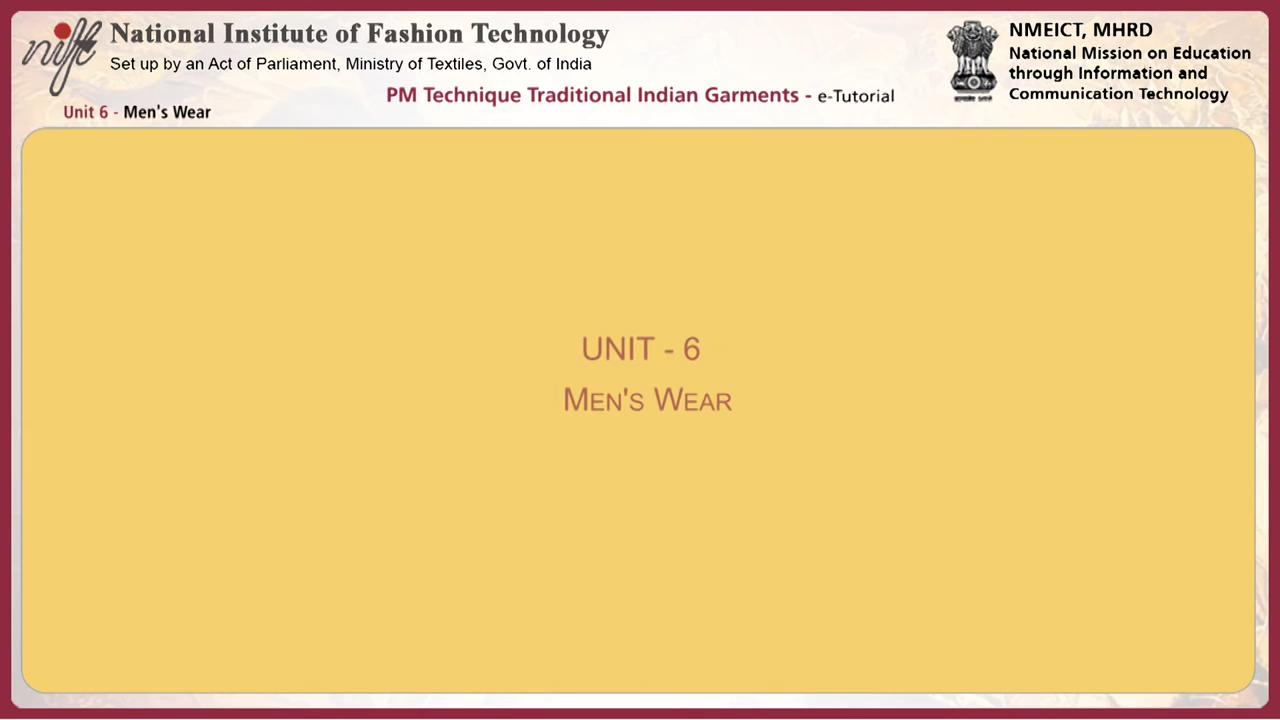 nift
National Institute of Fashion Technology
Set up by an Act of Parliament, Ministry of Textiles, Govt. of India
NMEICT, MHRD
National Mission on Education
through Information and
Communication Technology
PM Technique Traditional Indian Garments - e-Tutorial
Unit 6 - Men's Wear
UNIT - 6
MEN'S WEAR